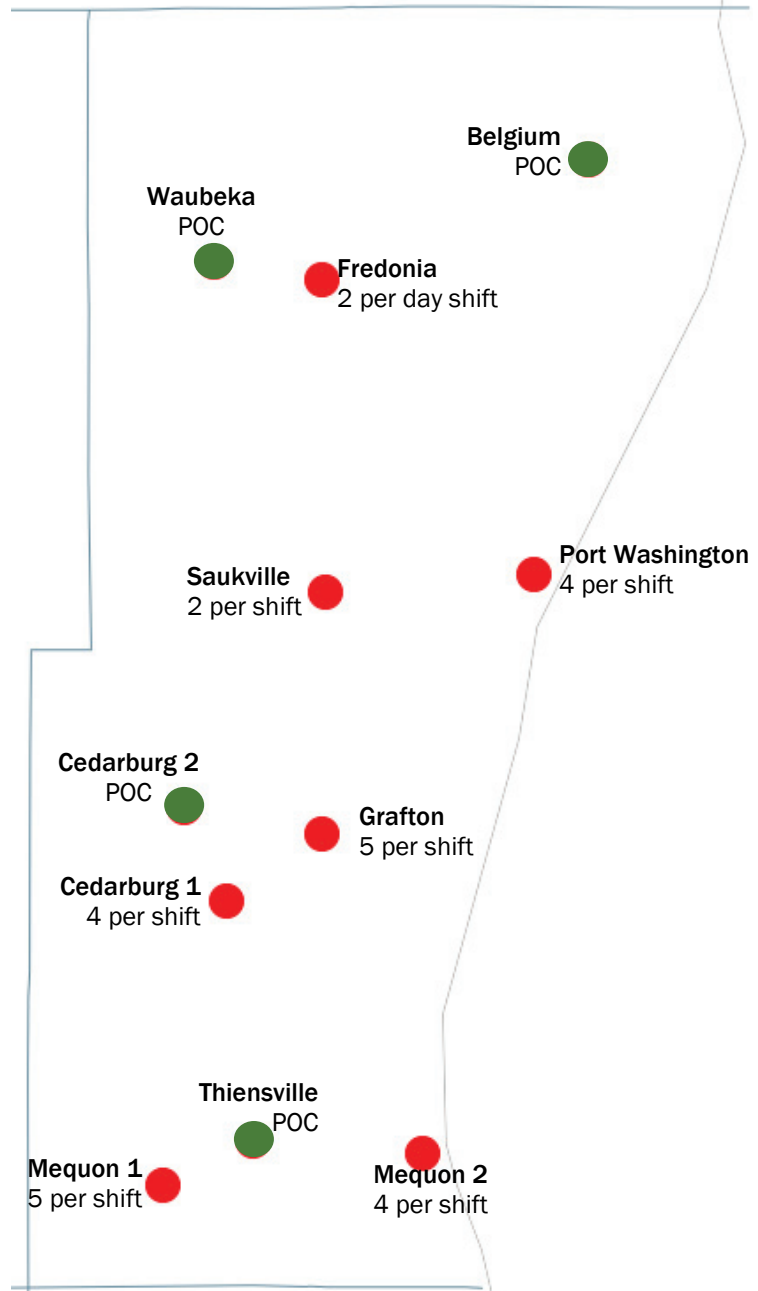 Belgium
POC
Waubeka
POC
Fredonia
2 per day shift
Port Washington
4 per shift
Saukville
2 per shift
Cedarburg 2
POC
Grafton
5 per shift
Cedarburg 1
4 per shift
Thiensville
POC
Mequon 1
5 per shift
Mequon 2
4 per shift